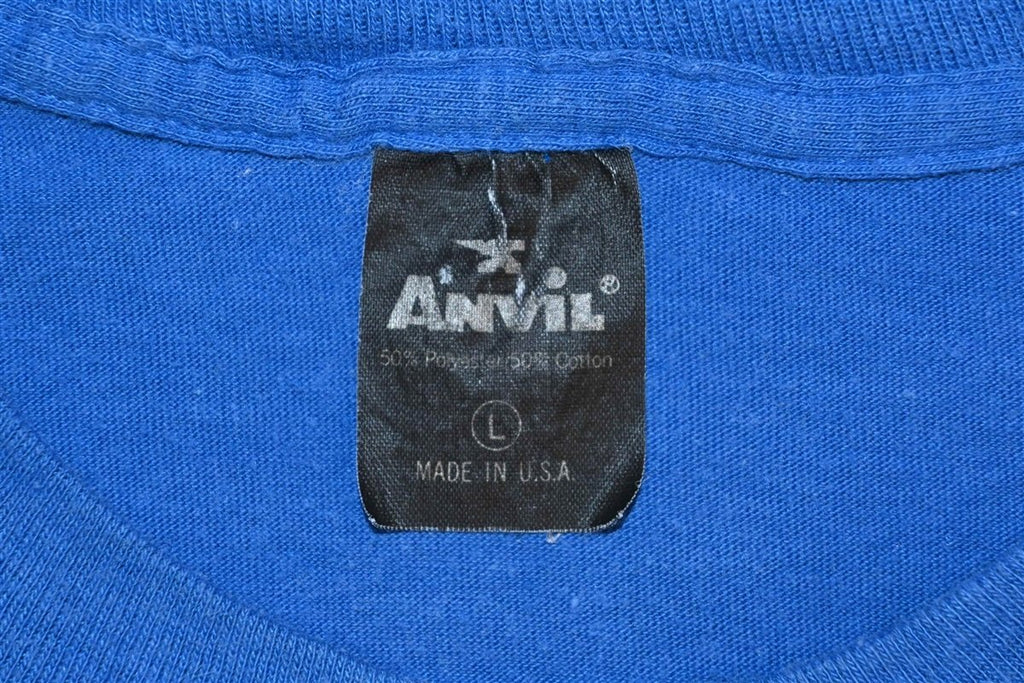 ANVIL®
50% Polyester 50% Cotton
L
MADE IN U.S.A.